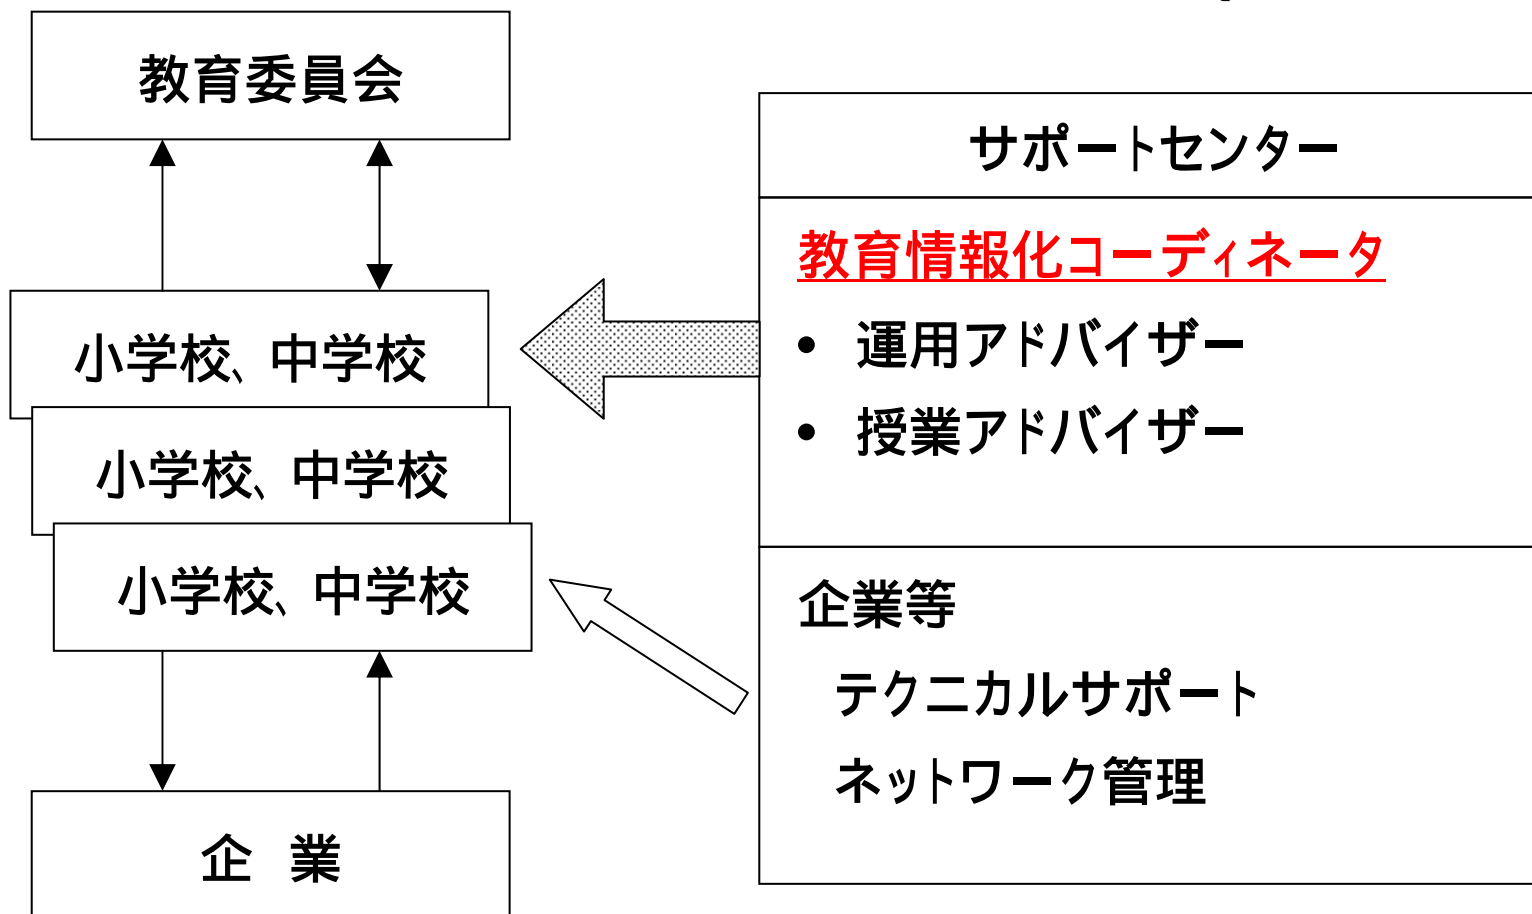 教育委員会
小学校、中学校
小学校、中学校
小学校、中学校
企 業
サポートセンター
教育情報化コーディネータ
• 運用アドバイザー
• 授業アドバイザー
企業等
テクニカルサポート
ネットワーク管理